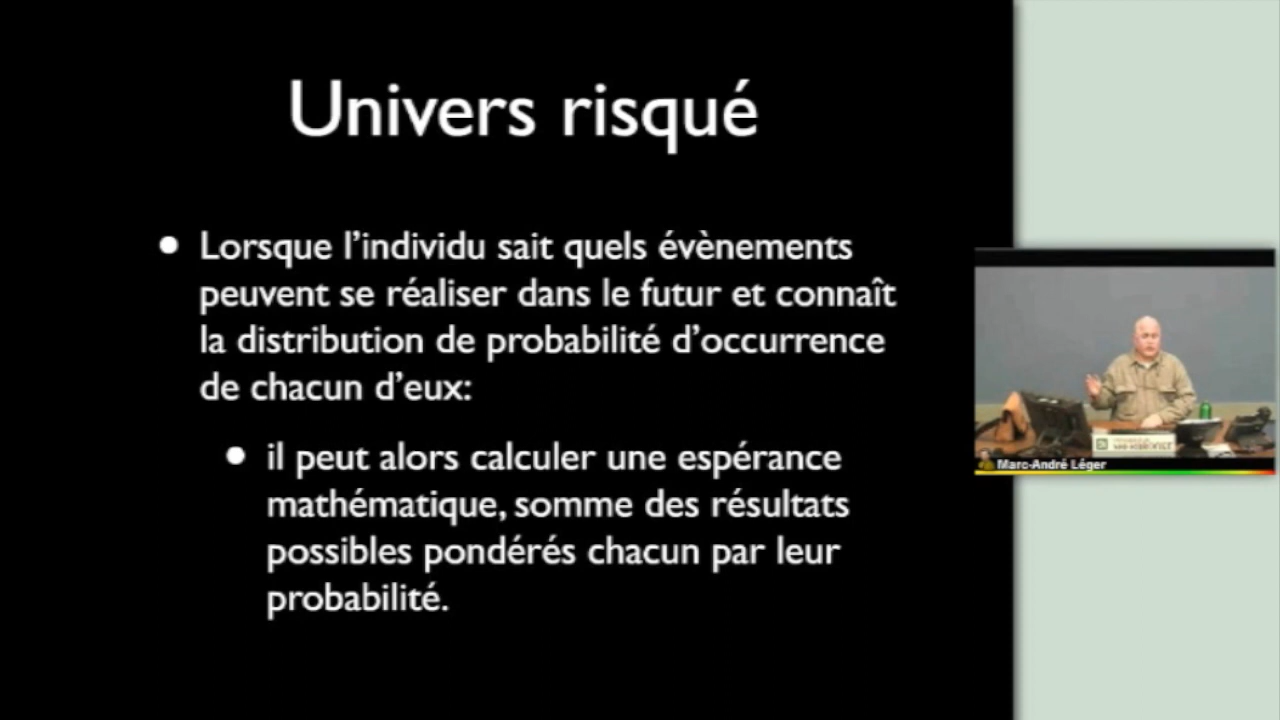 Univers risqué
• Lorsque l’individu sait quels évènements
peuvent se réaliser dans le futur et connaît
la distribution de probabilité d’occurrence
de chacun d’eux:
• il peut alors calculer une espérance
mathématique, somme des résultats
possibles pondérés chacun par leur
probabilité.
Marc-André Léger